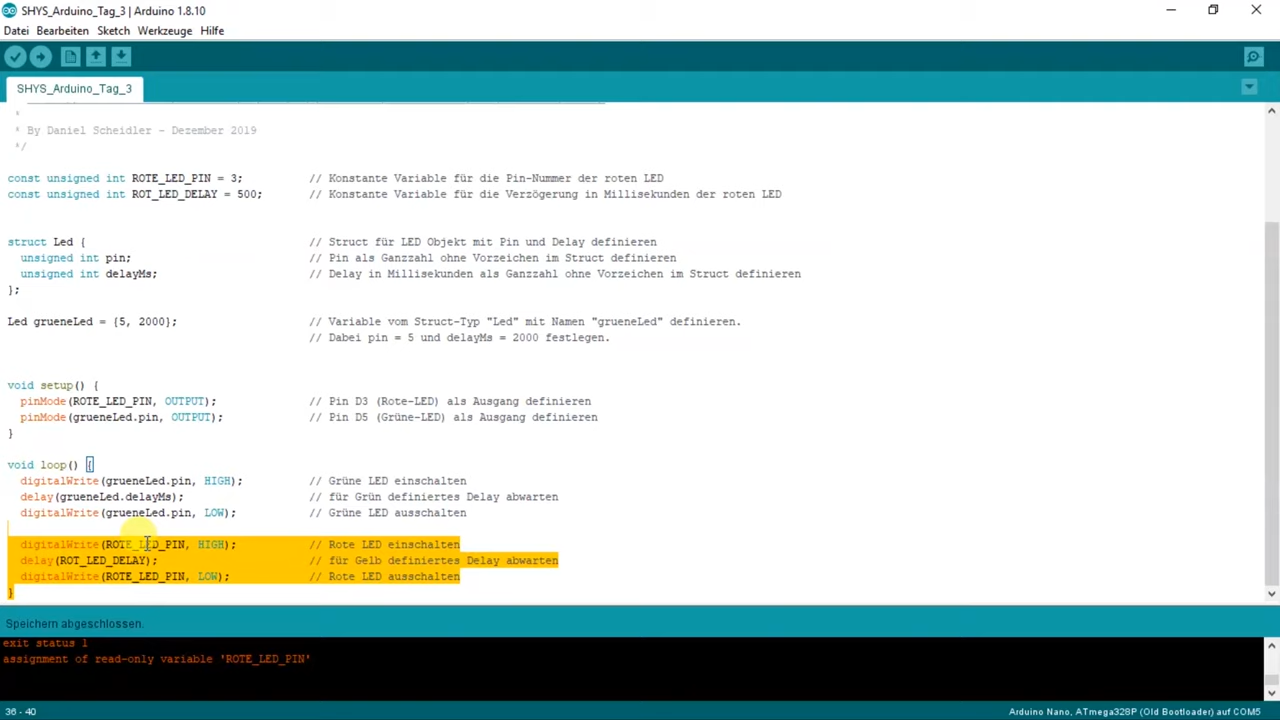 SHYS_Arduino_Tag_3 | Arduino 1.8.10
Datei Bearbeiten Sketch Werkzeuge Hilfe
SHYS_Arduino_Tag_3
*
* By Daniel Scheidler - Dezember 2019
*/
const unsigned int ROTE_LED_PIN = 3; // Konstante Variable für die Pin-Nummer der roten LED
const unsigned int ROT_LED_DELAY = 500; // Konstante Variable für die Verzögerung in Millisekunden der roten LED
struct Led { // Struct für LED Objekt mit Pin und Delay definieren
unsigned int pin; // Pin als Ganzzahl ohne Vorzeichen im Struct definieren
unsigned int delayMs; // Delay in Millisekunden als Ganzzahl ohne Vorzeichen im Struct definieren
};
Led grueneLed = {5, 2000}; // Variable vom Struct-Typ "Led" mit Namen "grueneLed" definieren.
// Dabei pin = 5 und delayMs = 2000 festlegen.
void setup() {
pinMode(ROTE_LED_PIN, OUTPUT); // Pin D3 (Rote-LED) als Ausgang definieren
pinMode(grueneLed.pin, OUTPUT); // Pin D5 (Grüne-LED) als Ausgang definieren
}
void loop() {
digitalWrite(grueneLed.pin, HIGH); // Grüne LED einschalten
delay(grueneLed.delayMs); // für Grün definiertes Delay abwarten
digitalWrite(grueneLed.pin, LOW); // Grüne LED ausschalten
digitalWrite(ROTE_LED_PIN, HIGH); // Rote LED einschalten
delay(ROT_LED_DELAY); // für Gelb definiertes Delay abwarten
digitalWrite(ROTE_LED_PIN, LOW); // Rote LED ausschalten
}
Speichern abgeschlossen.
exit status 1
assignment of read-only variable 'ROTE_LED_PIN'
36 - 40 Arduino Nano, ATmega328P (Old Bootloader) auf COM5